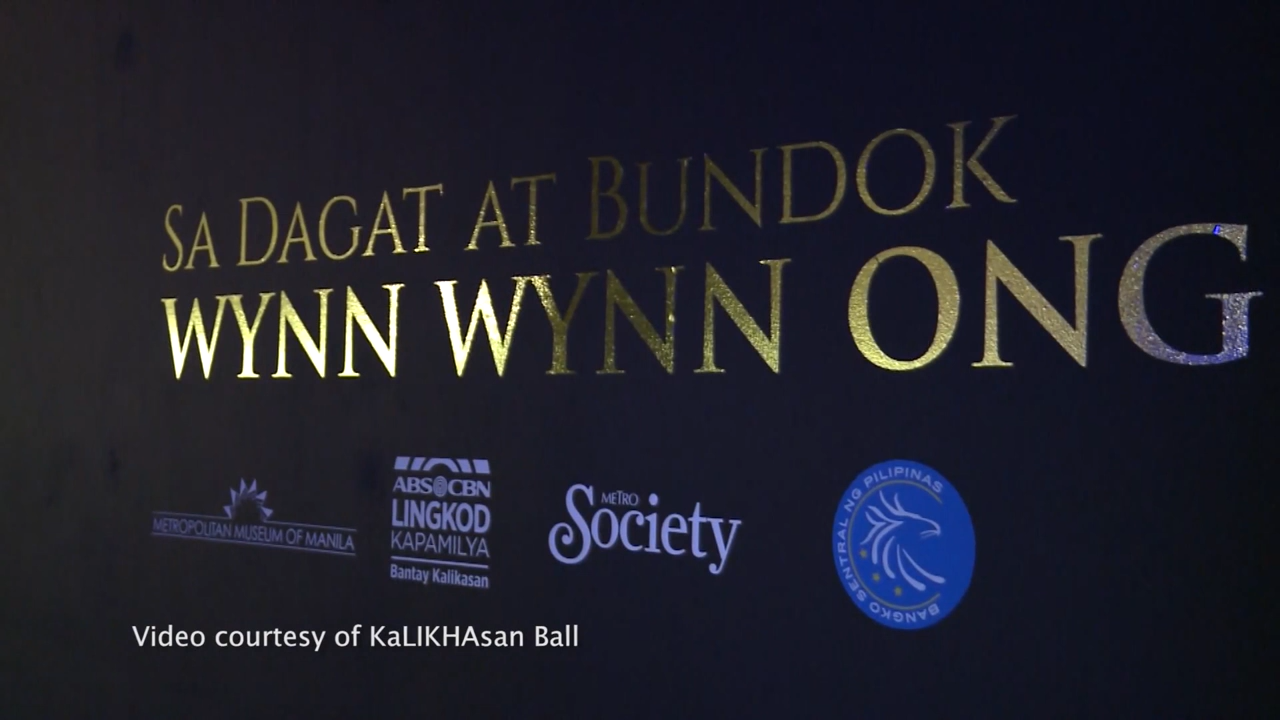 SA DAGAT AT BUNDOK
WYNN WYNN ONG
METROPOLITAN MUSEUM OF MANILA
ABS CBN
LINGKOD
KAPAMILYA
Bantay Kalikasan
METRO
Society
BANGKO SENTRAL NG PILIPINAS
Video courtesy of KaLIKHAsan Ball